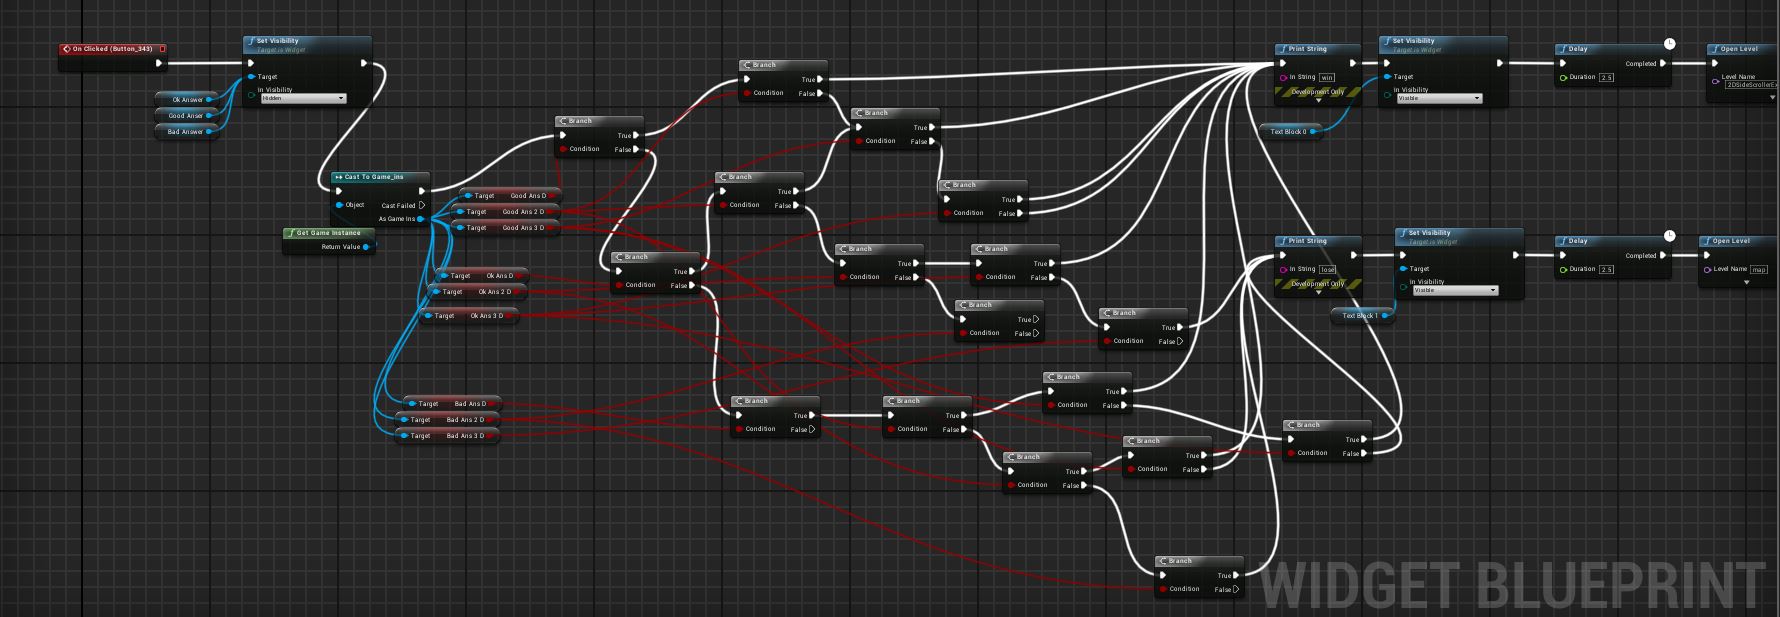 On Clicked (Button_343)
Set Visibility
Target is Widget
Target
In Visibility
Hidden
Ok Answer
Good Anser
Bad Answer
Cast To Game_ins
Object
Cast Failed
As Game Ins
Get Game Instance
Return Value
Target Good Ans D
Target Good Ans 2 D
Target Good Ans 3 D
Target Ok Ans D
Target Ok Ans 2 D
Target Ok Ans 3 D
Target Bad Ans D
Target Bad Ans 2 D
Target Bad Ans 3 D
Branch
True
Condition False
Branch
True
Condition False
Branch
True
Condition False
Branch
True
Condition False
Branch
True
Condition False
Branch
True
Condition False
Branch
True
Condition False
Branch
True
Condition False
Branch
True
Condition False
Branch
True
Condition False
Branch
True
Condition False
Branch
True
Condition False
Branch
True
Condition False
Branch
True
Condition False
Branch
True
Condition False
Branch
True
Condition False
Branch
True
Condition False
Print String
In String win
Development Only
Text Block 0
Set Visibility
Target is Widget
Target
In Visibility
Visible
Delay
Completed
Duration 2.5
Open Level
Level Name
2DSideScrollerEx
Print String
In String lose
Development Only
Text Block 1
Set Visibility
Target is Widget
Target
In Visibility
Visible
Delay
Completed
Duration 2.5
Open Level
Level Name map
WIDGET BLUEPRINT